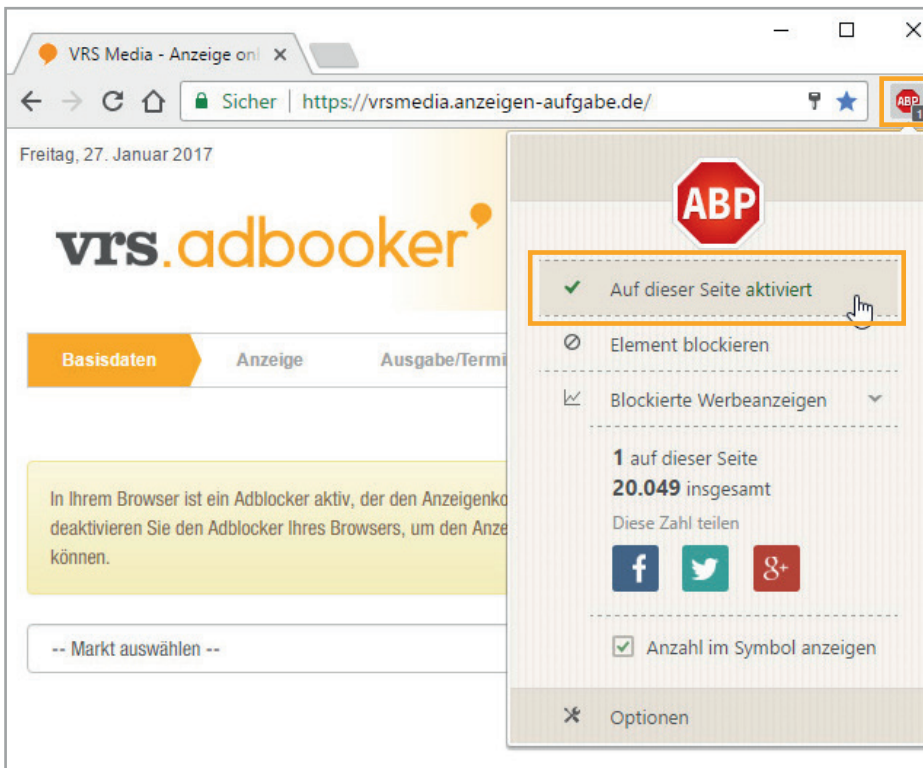 VRS Media - Anzeige onl
Sicher | https://vrsmedia.anzeigen-aufgabe.de/
ABP
1
Freitag, 27. Januar 2017
vrs.adbooker
ABP
Auf dieser Seite aktiviert
Basisdaten Anzeige Ausgabe/Termi
Element blockieren
Blockierte Werbeanzeigen
1 auf dieser Seite
20.049 insgesamt
Diese Zahl teilen
In Ihrem Browser ist ein Adblocker aktiv, der den Anzeigenko
deaktivieren Sie den Adblocker Ihres Browsers, um den Anze
können.
f 8+
-- Markt auswählen --
Anzahl im Symbol anzeigen
Optionen